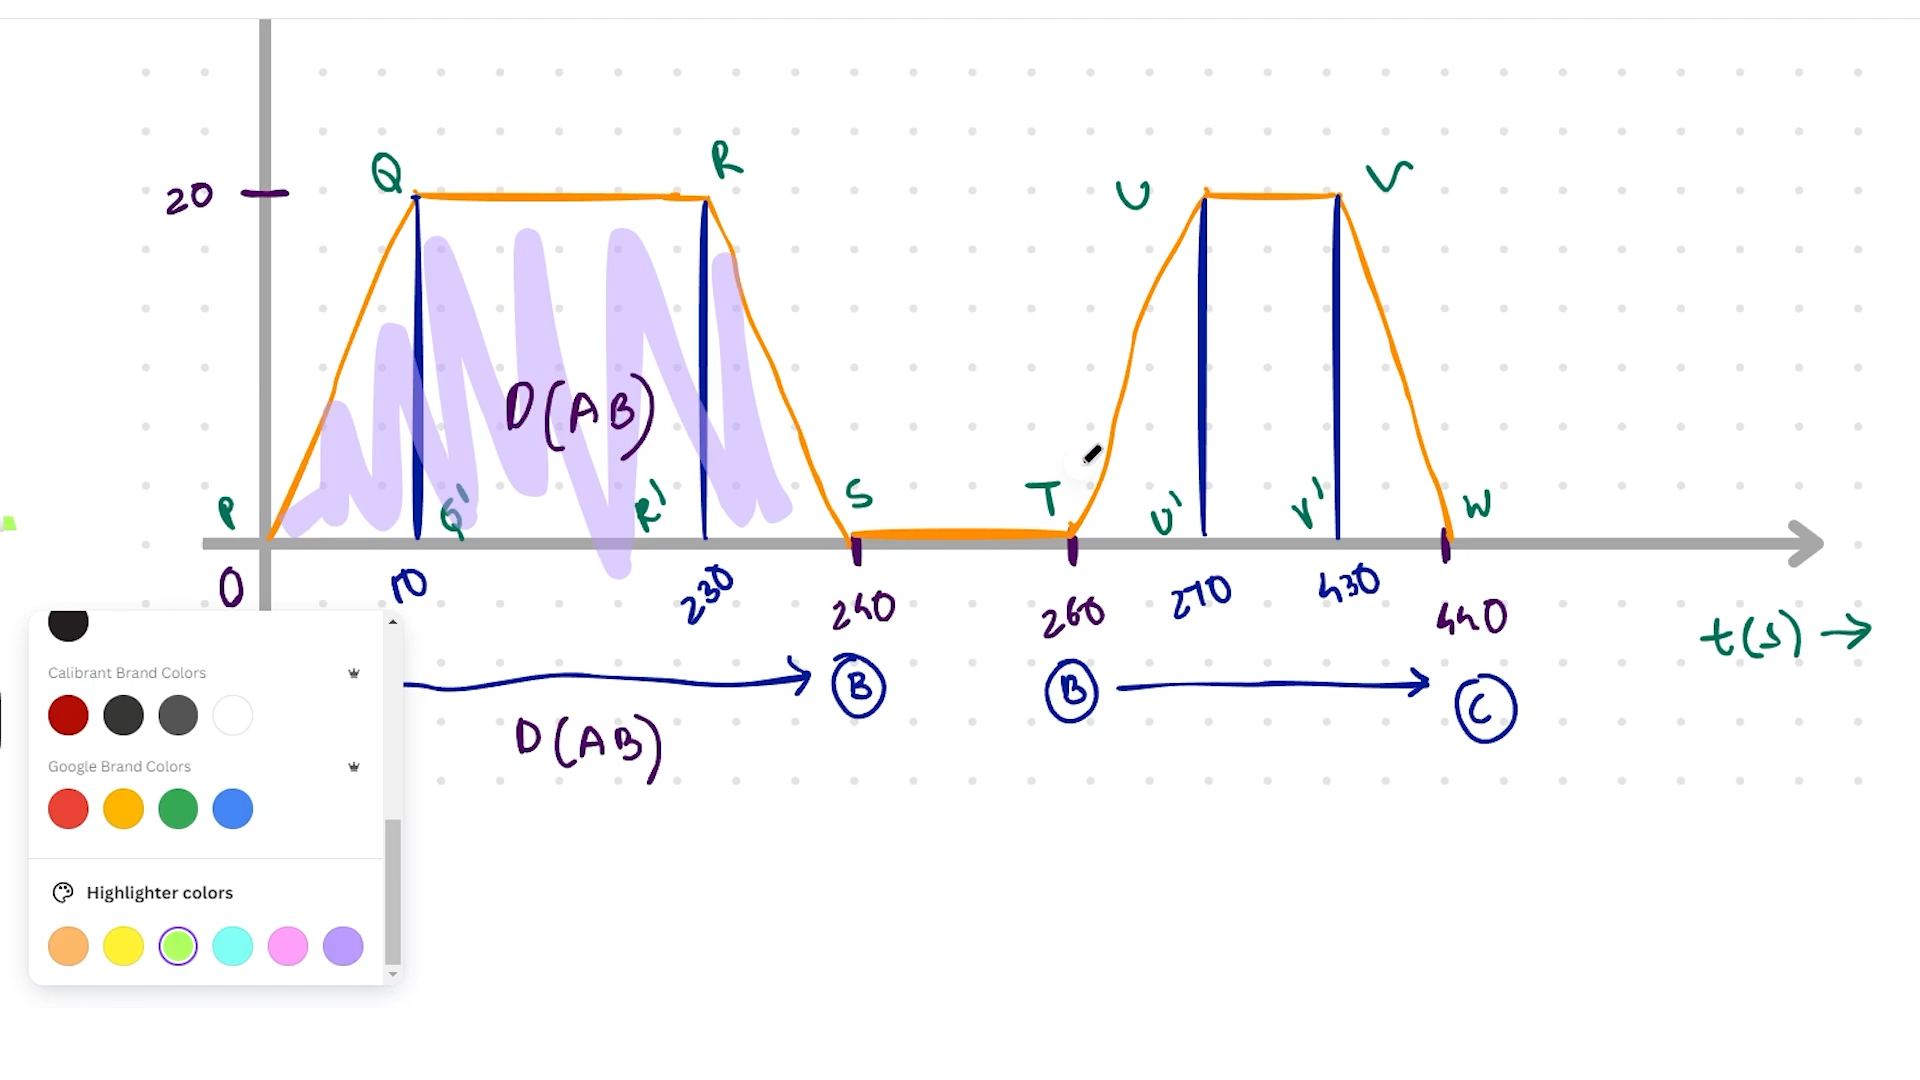 Q R U V
20
D(AB)
P Q' R' S T U' V' W
0 10 230 240 260 270 430 440
t(s)
B B C
D(AB)
Calibrant Brand Colors
Google Brand Colors
Highlighter colors